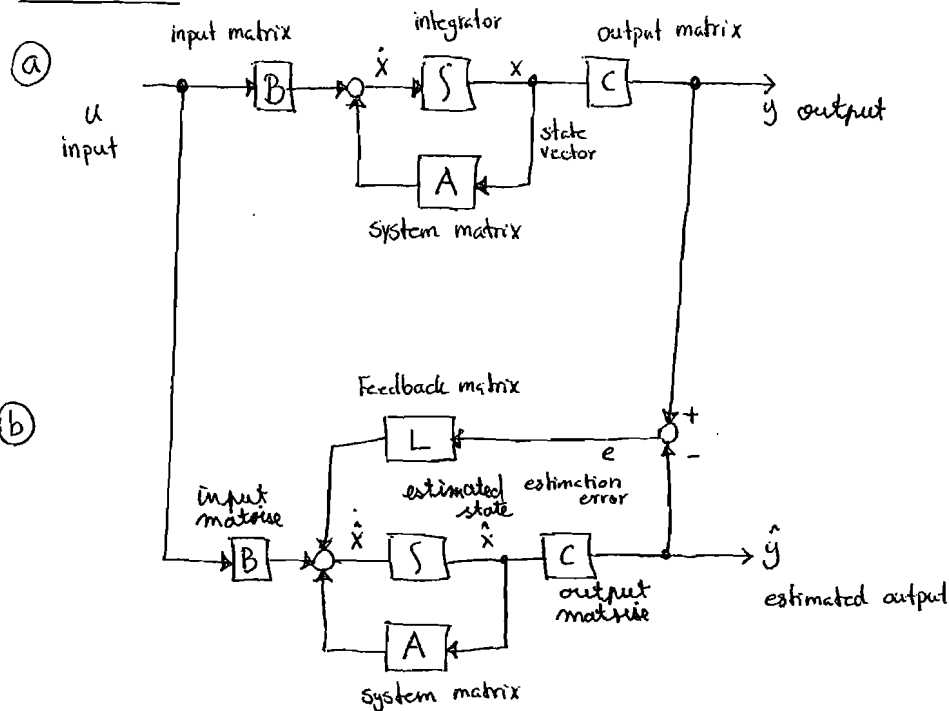 input matrix
integrator
output matrix
a
ẋ
x
B
∫
C
u
input
y output
state
vector
A
system matrix
Feedback matrix
b
+
L
e
-
input
matrise
estimated
state
estimation
error
x̂̇
x̂
B
∫
C
ŷ
output
matrise
estimated output
A
system matrix